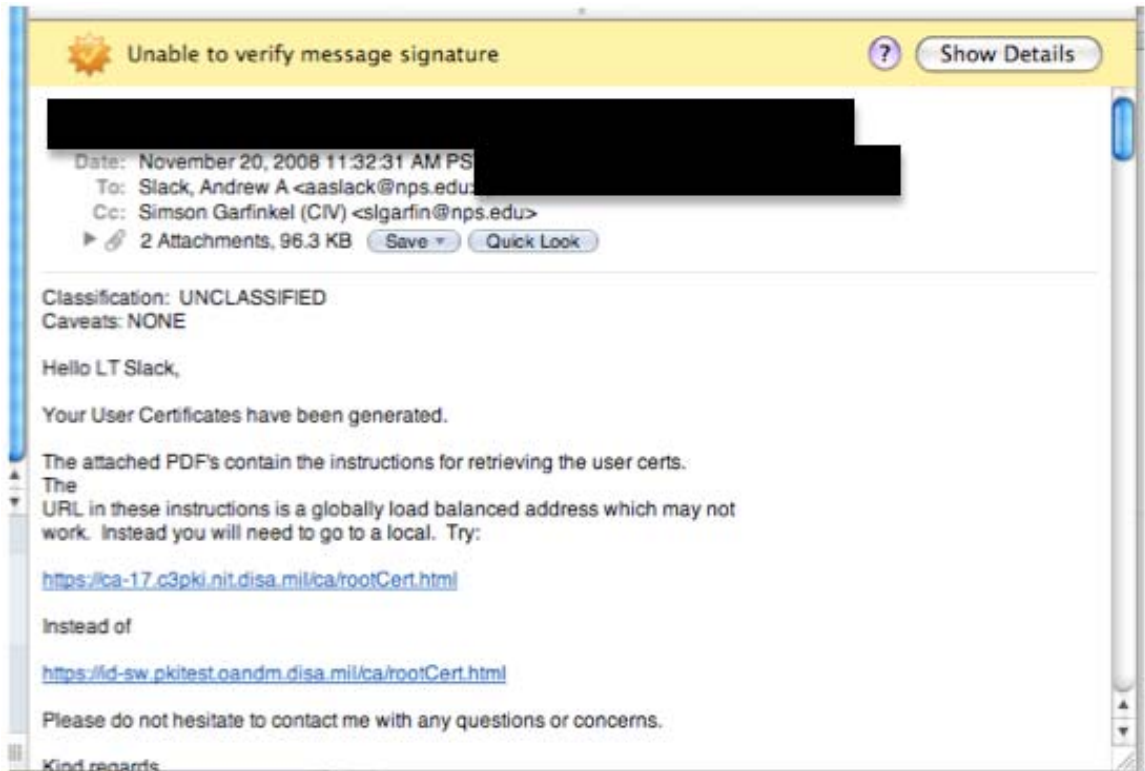 Unable to verify message signature
? Show Details
Date: November 20, 2008 11:32:31 AM PS
To: Slack, Andrew A <aaslack@nps.edu
Cc: Simson Garfinkel (CIV) <slgarfin@nps.edu>
2 Attachments, 96.3 KB Save Quick Look
Classification: UNCLASSIFIED
Caveats: NONE
Hello LT Slack,
Your User Certificates have been generated.
The attached PDF's contain the instructions for retrieving the user certs.
The
URL in these instructions is a globally load balanced address which may not
work. Instead you will need to go to a local. Try:
https://ca-17.c3pki.nit.disa.mil/ca/rootCert.html
Instead of
https://id-sw.pkitest.oandm.disa.mil/ca/rootCert.html
Please do not hesitate to contact me with any questions or concerns.
Kind regards